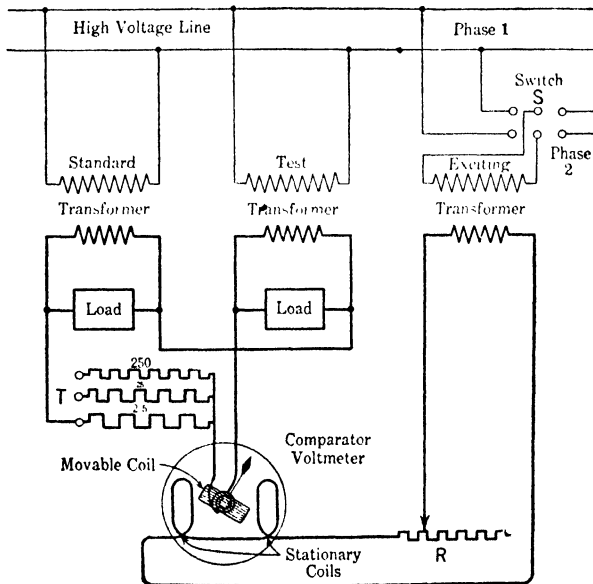 High Voltage Line
Phase 1
Switch
S
Phase
2
Standard
Test
Exciting
Transformer
Transformer
Transformer
Load
Load
250
T
2.5
Comparator
Voltmeter
Movable Coil
Stationary
Coils
R